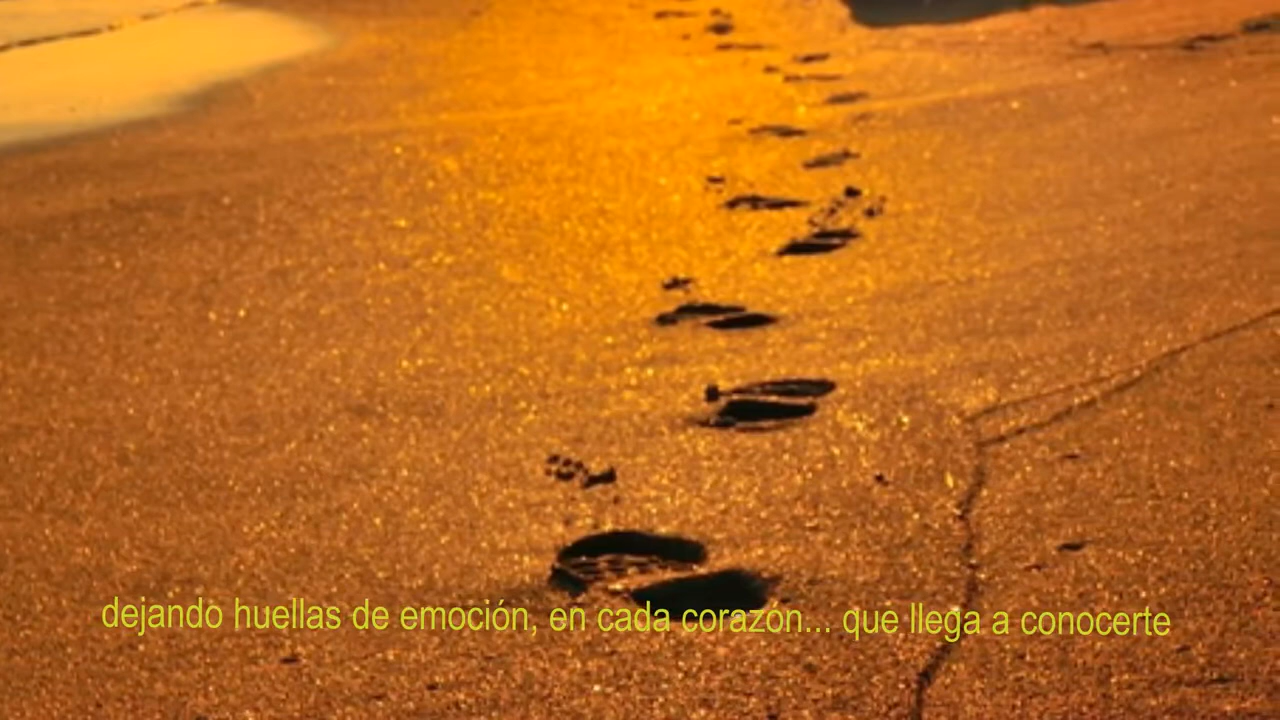 dejando huellas de emoción, en cada corazón... que llega a conocerte